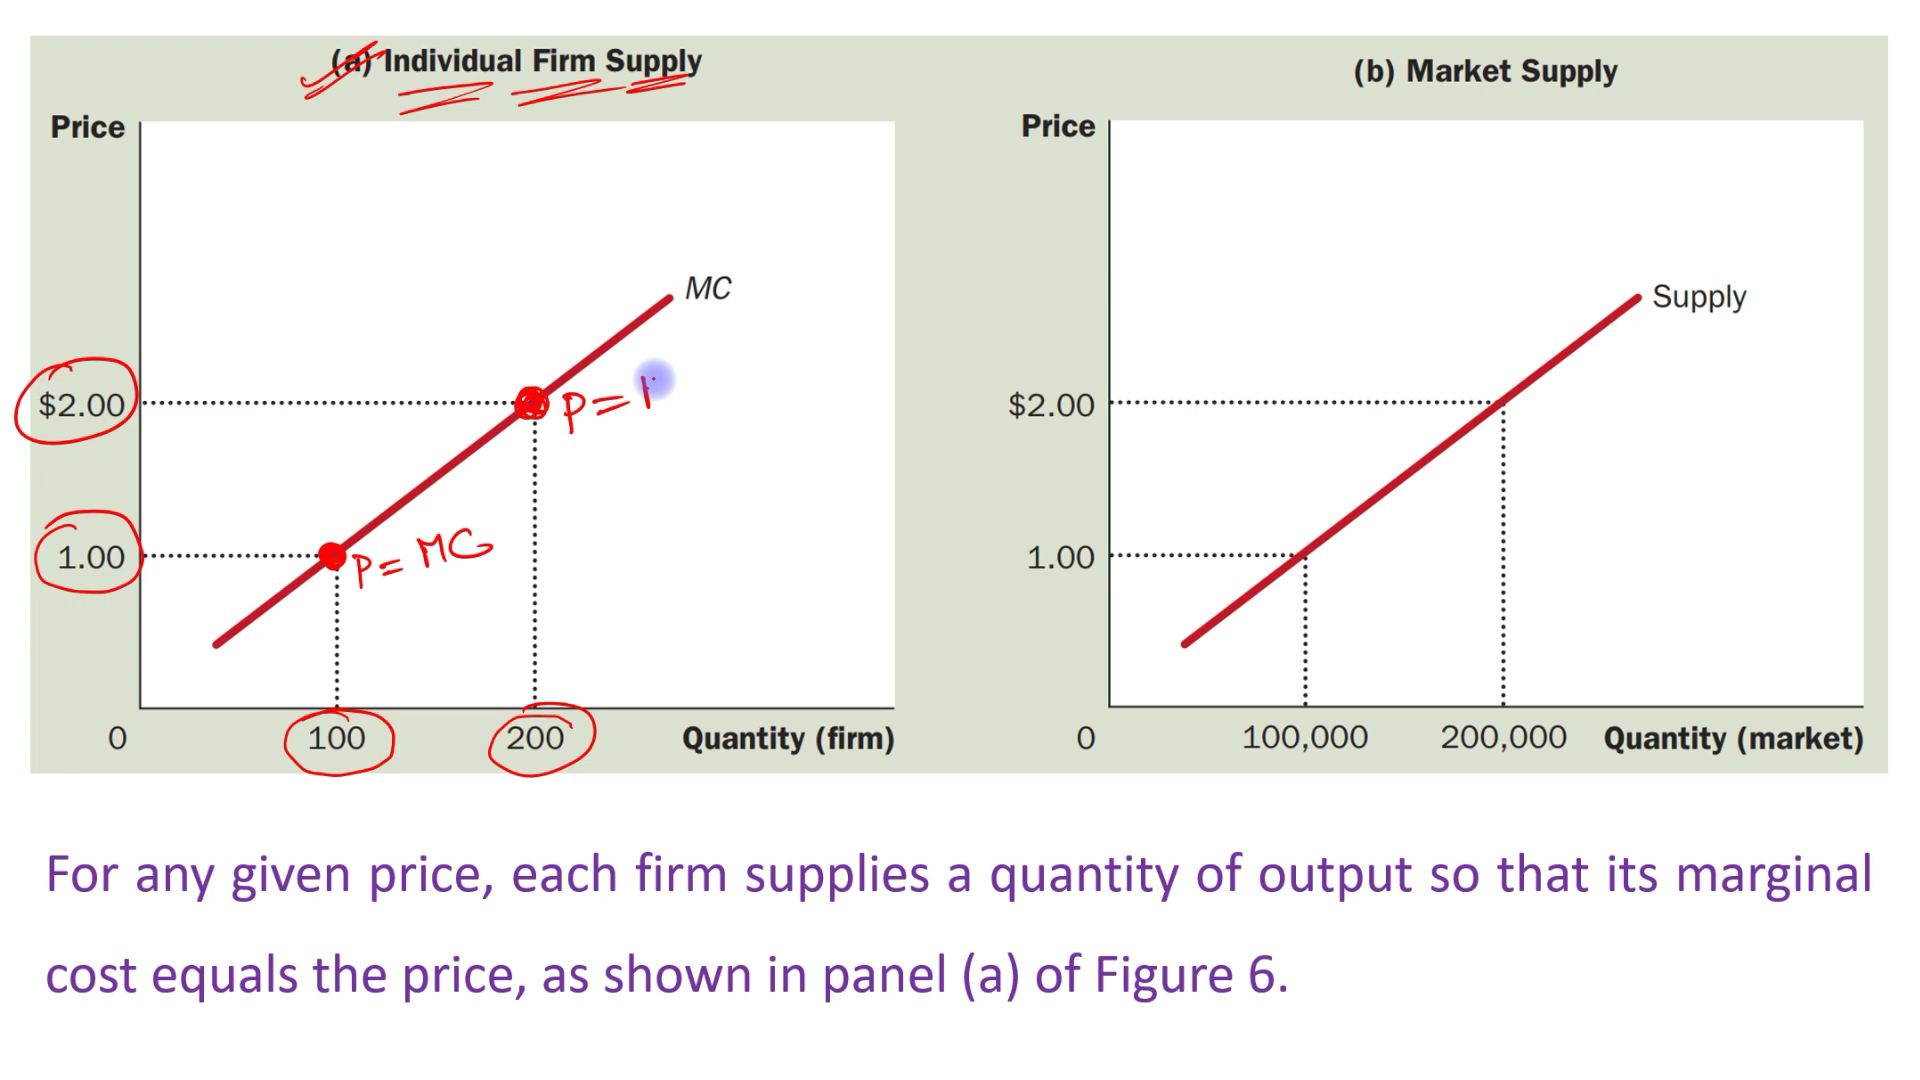 (a) Individual Firm Supply
Price
MC
$2.00
P=
1.00
P= MC
0
100
200
Quantity (firm)
(b) Market Supply
Price
Supply
$2.00
1.00
0
100,000
200,000
Quantity (market)
For any given price, each firm supplies a quantity of output so that its marginal
cost equals the price, as shown in panel (a) of Figure 6.